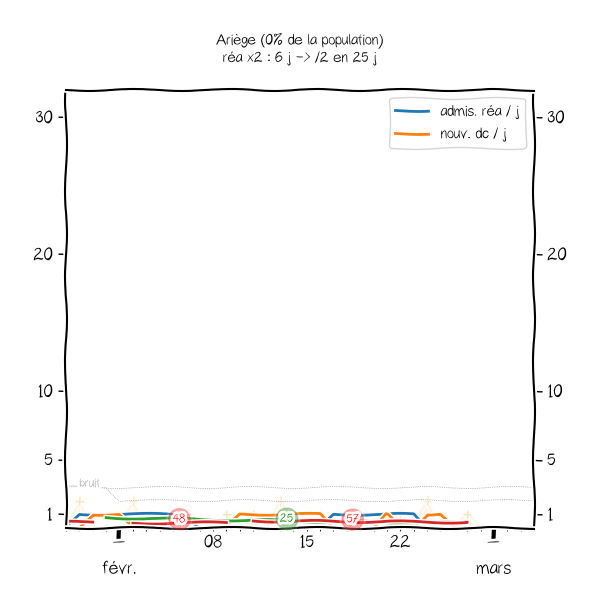 Ariège (0% de la population)
réa x2 : 6 j -> /2 en 25 j
admis. réa / j
nouv. dc / j
30
30
20
20
10
10
5
5
bruit
1
1
48
25
57
08
15
22
févr.
mars